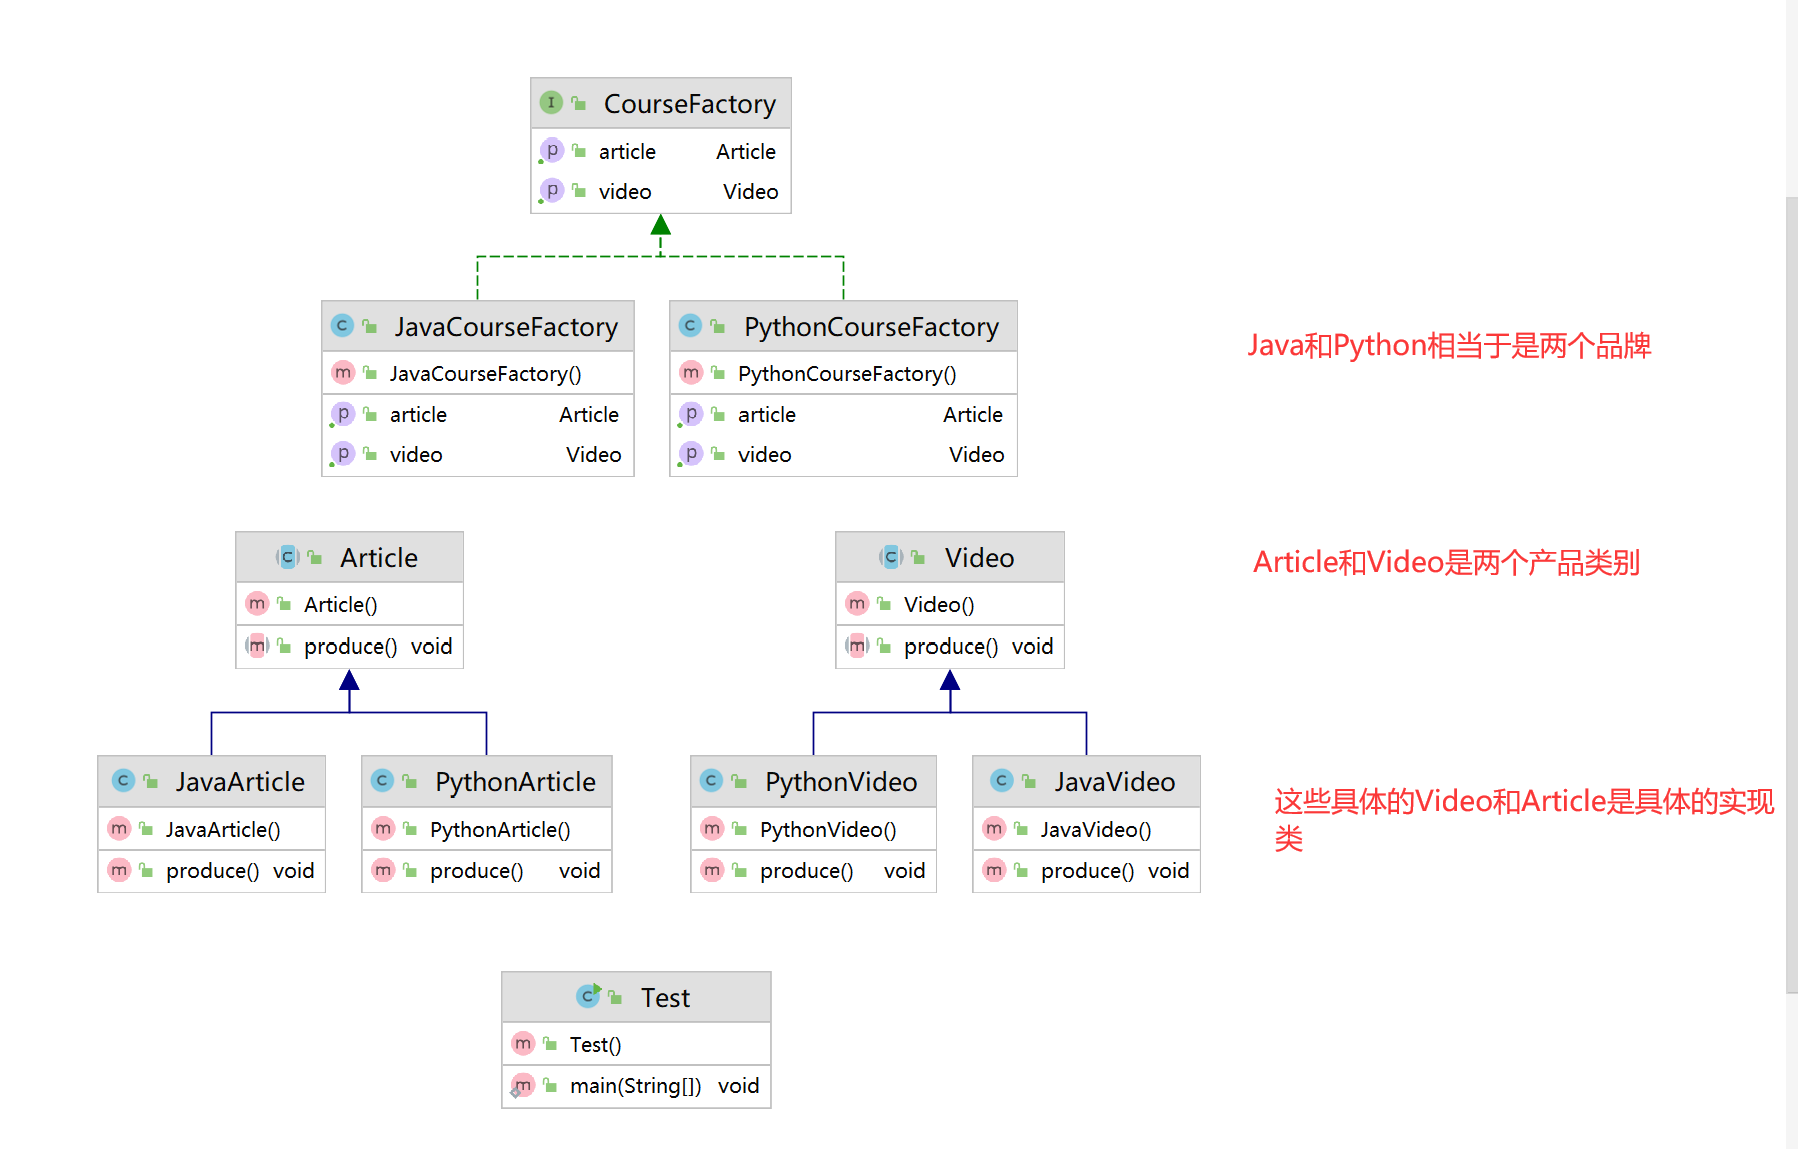 CourseFactory
article Article
video Video
JavaCourseFactory
JavaCourseFactory()
article Article
video Video
PythonCourseFactory
PythonCourseFactory()
article Article
video Video
Java和Python相当于是两个品牌
Article
Article()
produce() void
Video
Video()
produce() void
Article和Video是两个产品类别
JavaArticle
JavaArticle()
produce() void
PythonArticle
PythonArticle()
produce() void
PythonVideo
PythonVideo()
produce() void
JavaVideo
JavaVideo()
produce() void
这些具体的Video和Article是具体的实现
类
Test
Test()
main(String[]) void